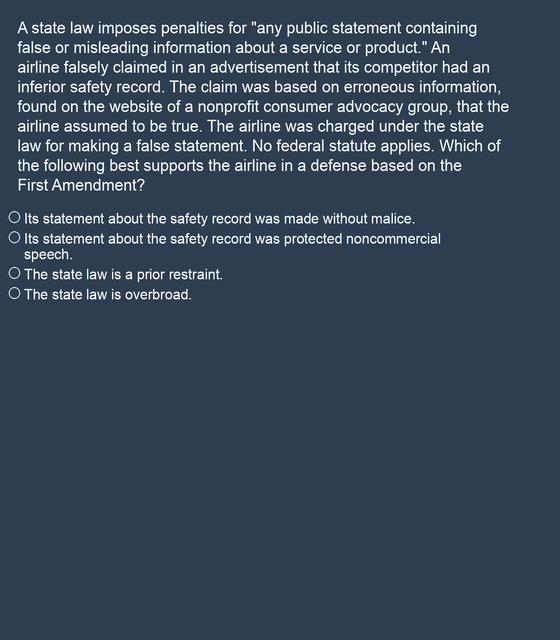 A state law imposes penalties for "any public statement containing
false or misleading information about a service or product." An
airline falsely claimed in an advertisement that its competitor had an
inferior safety record. The claim was based on erroneous information,
found on the website of a nonprofit consumer advocacy group, that the
airline assumed to be true. The airline was charged under the state
law for making a false statement. No federal statute applies. Which of
the following best supports the airline in a defense based on the
First Amendment?
Its statement about the safety record was made without malice.
Its statement about the safety record was protected noncommercial
speech.
The state law is a prior restraint.
The state law is overbroad.